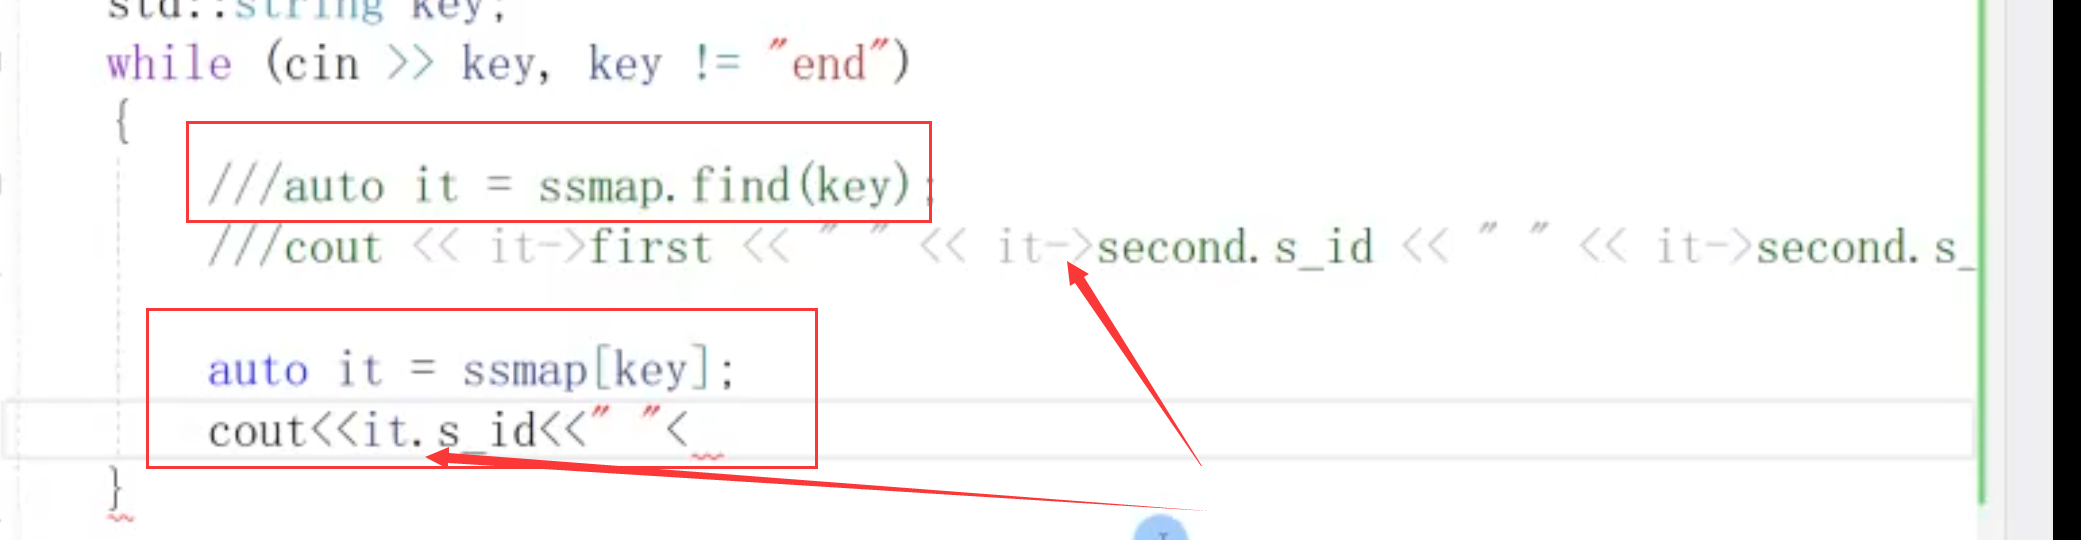 std::string key;
while (cin >> key, key != "end")
{
///auto it = ssmap.find(key);
///cout << it->first << " " << it->second.s_id << " " << it->second.s_
auto it = ssmap[key];
cout<<it.s_id<<" "<
}